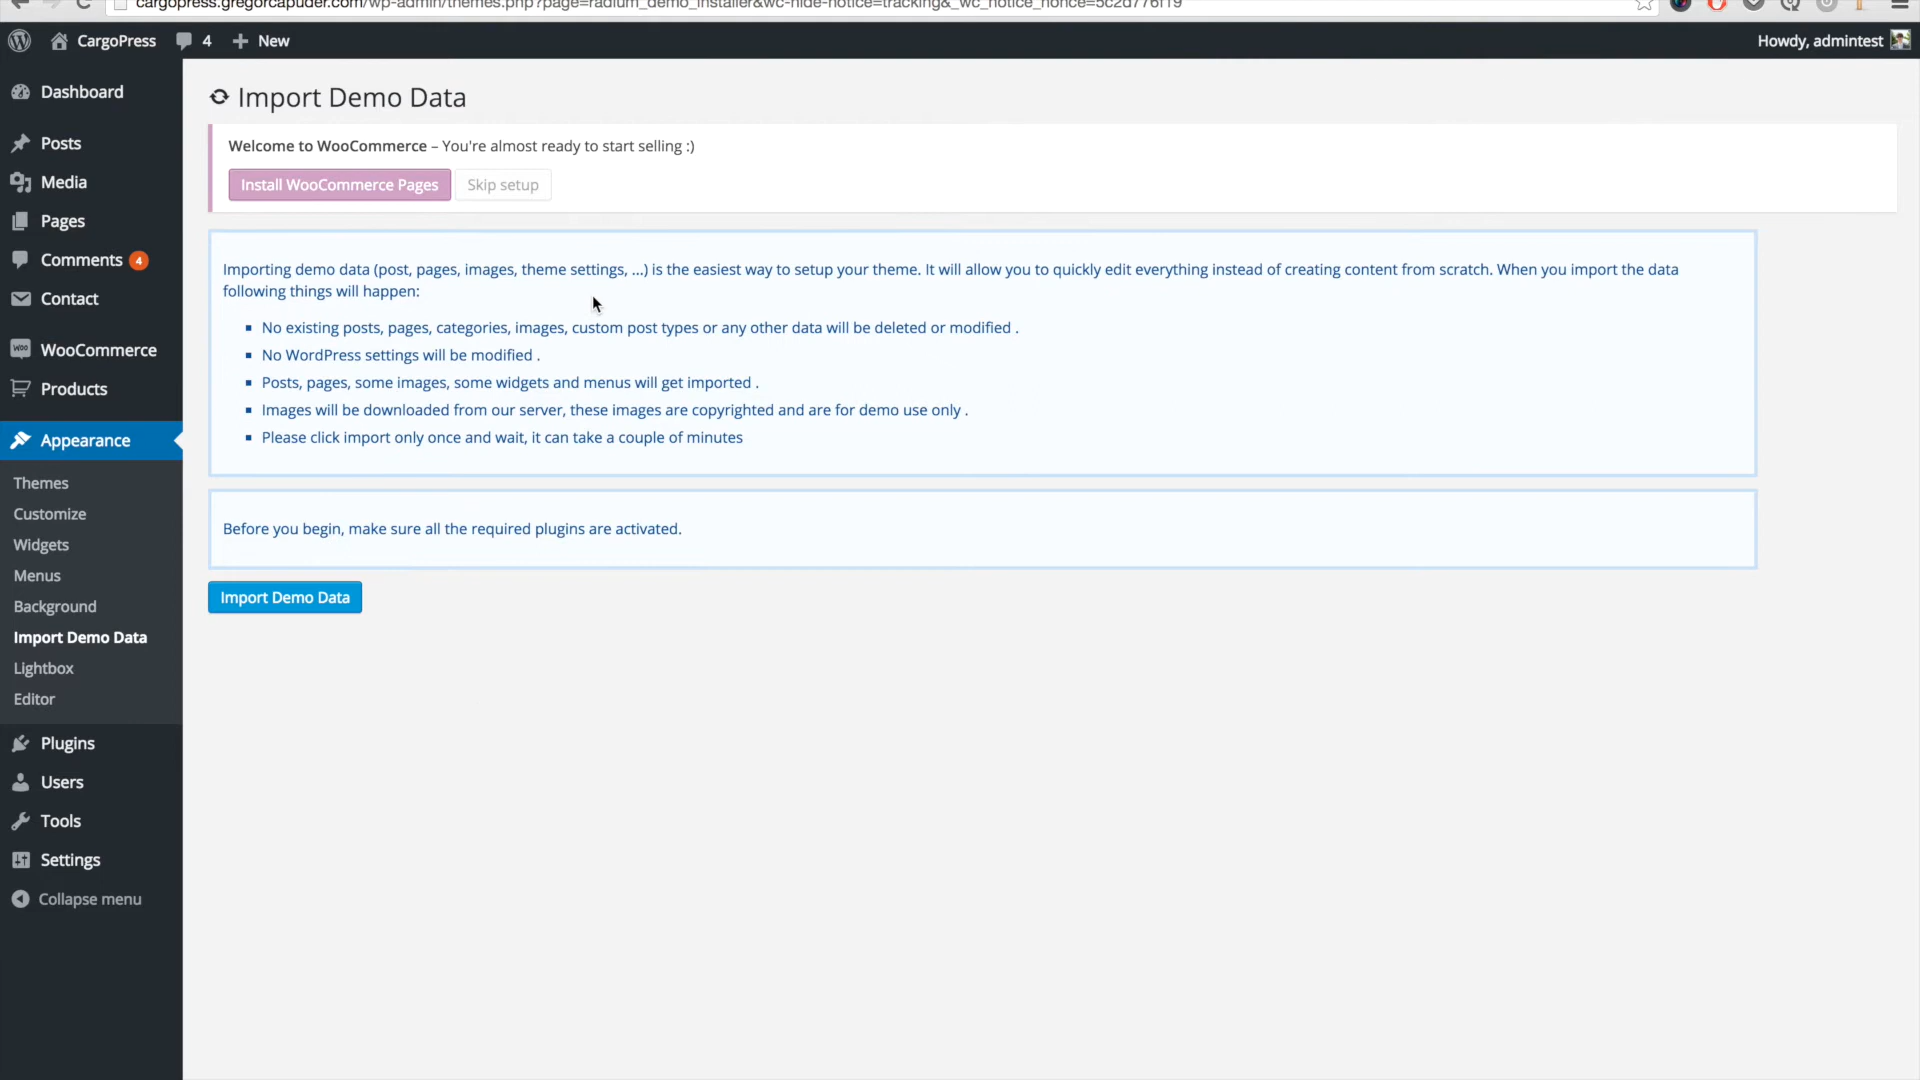 cargopress.gregorcapuder.com/wp-admin/themes.php?page=radium_demo_installer&wc-hide-notice=tracking&_wc_notice_nonce=5c2d776f19
CargoPress 4 New
Howdy, admintest
Dashboard
Posts
Media
Pages
Comments 4
Contact
WooCommerce
Products
Appearance
Themes
Customize
Widgets
Menus
Background
Import Demo Data
Lightbox
Editor
Plugins
Users
Tools
Settings
Collapse menu
Import Demo Data
Welcome to WooCommerce – You're almost ready to start selling :)
Install WooCommerce Pages Skip setup
Importing demo data (post, pages, images, theme settings, ...) is the easiest way to setup your theme. It will allow you to quickly edit everything instead of creating content from scratch. When you import the data
following things will happen:
No existing posts, pages, categories, images, custom post types or any other data will be deleted or modified .
No WordPress settings will be modified .
Posts, pages, some images, some widgets and menus will get imported .
Images will be downloaded from our server, these images are copyrighted and are for demo use only .
Please click import only once and wait, it can take a couple of minutes
Before you begin, make sure all the required plugins are activated.
Import Demo Data